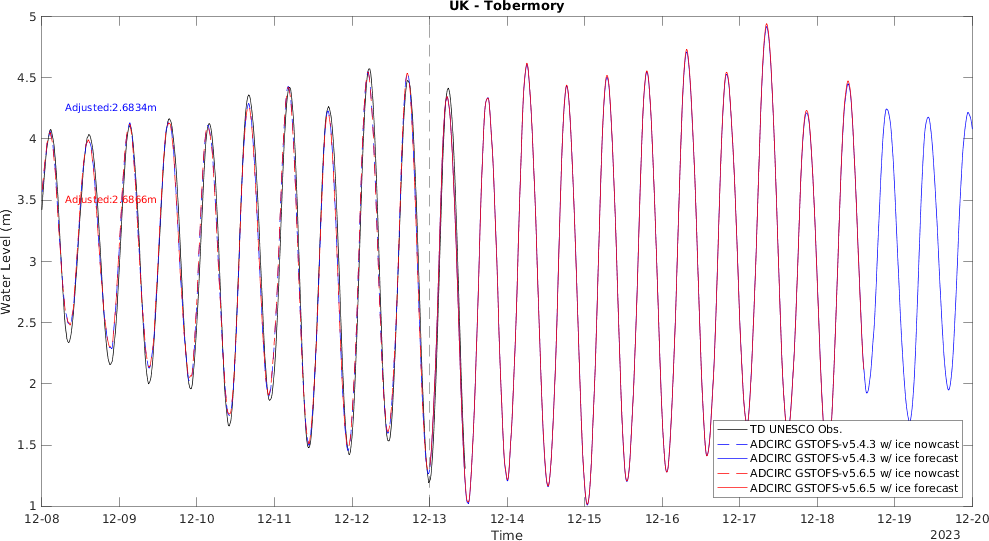 UK - Tobermory
5
4.5
4
3.5
3
2.5
2
1.5
1
Water Level (m)
Adjusted:2.6834m
Adjusted:2.6866m
TD UNESCO Obs.
ADCIRC GSTOFS-v5.4.3 w/ ice nowcast
ADCIRC GSTOFS-v5.4.3 w/ ice forecast
ADCIRC GSTOFS-v5.6.5 w/ ice nowcast
ADCIRC GSTOFS-v5.6.5 w/ ice forecast
12-08 12-09 12-10 12-11 12-12 12-13 12-14 12-15 12-16 12-17 12-18 12-19 12-20
Time
2023